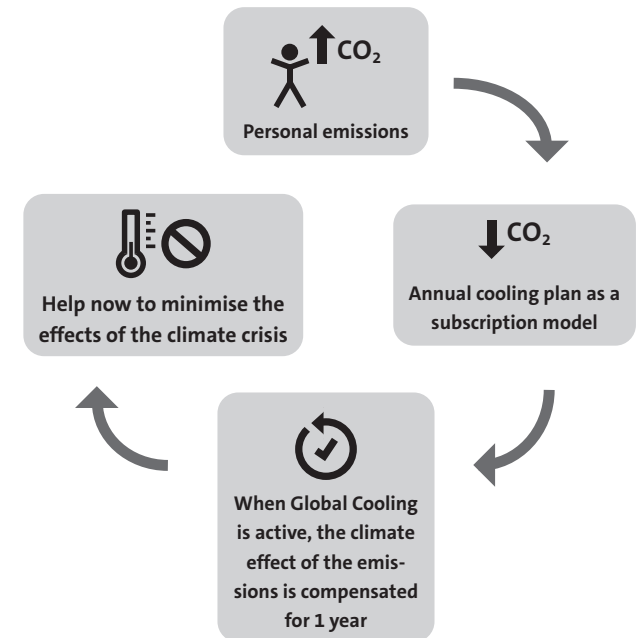 CO₂
Personal emissions
CO₂
Annual cooling plan as a
subscription model
When Global Cooling
is active, the climate
effect of the emis-
sions is compensated
for 1 year
Help now to minimise the
effects of the climate crisis